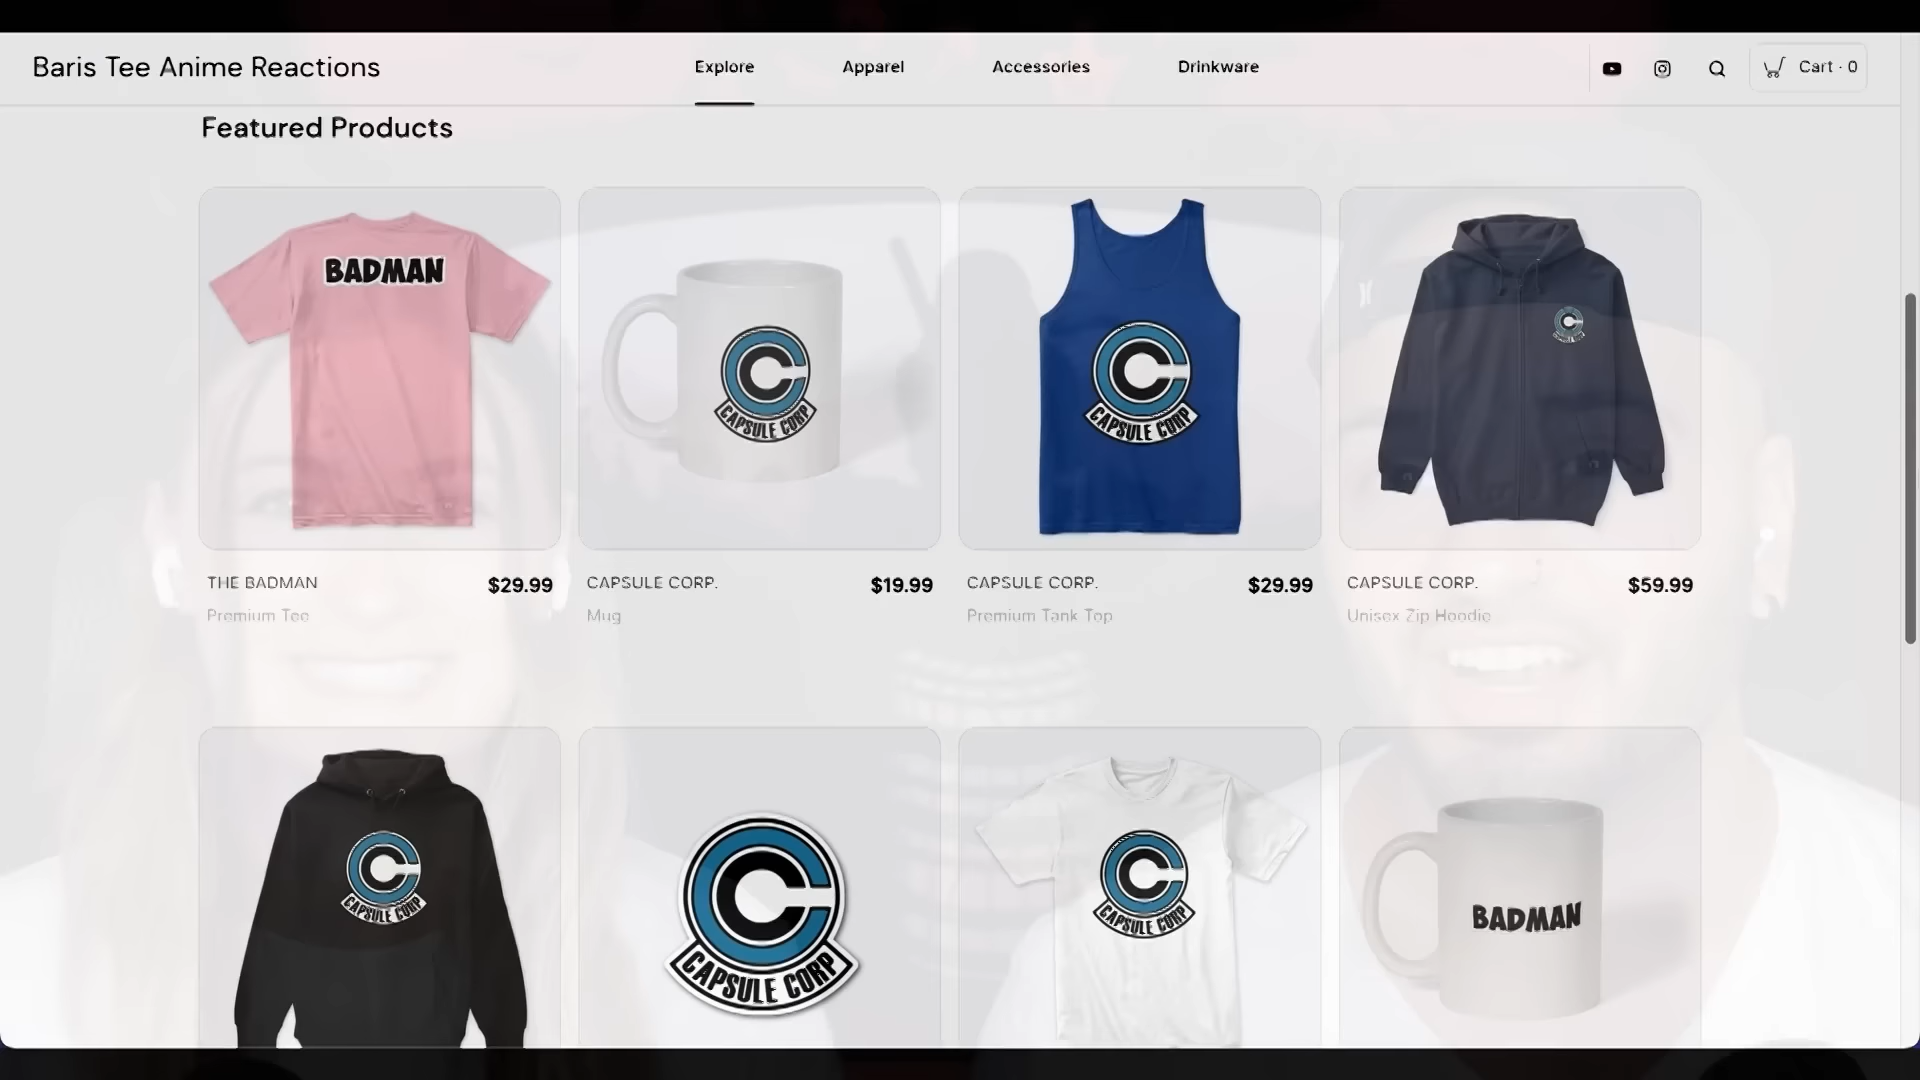 Baris Tee Anime Reactions
Explore
Apparel
Accessories
Drinkware
Cart · 0
Featured Products
BADMAN
CAPSULE CORP
CAPSULE CORP
CAPSULE CORP
THE BADMAN
$29.99
Premium Tee
CAPSULE CORP.
$19.99
Mug
CAPSULE CORP.
$29.99
Premium Tank Top
CAPSULE CORP.
$59.99
Unisex Zip Hoodie
CAPSULE CORP
CAPSULE CORP
CAPSULE CORP
BADMAN